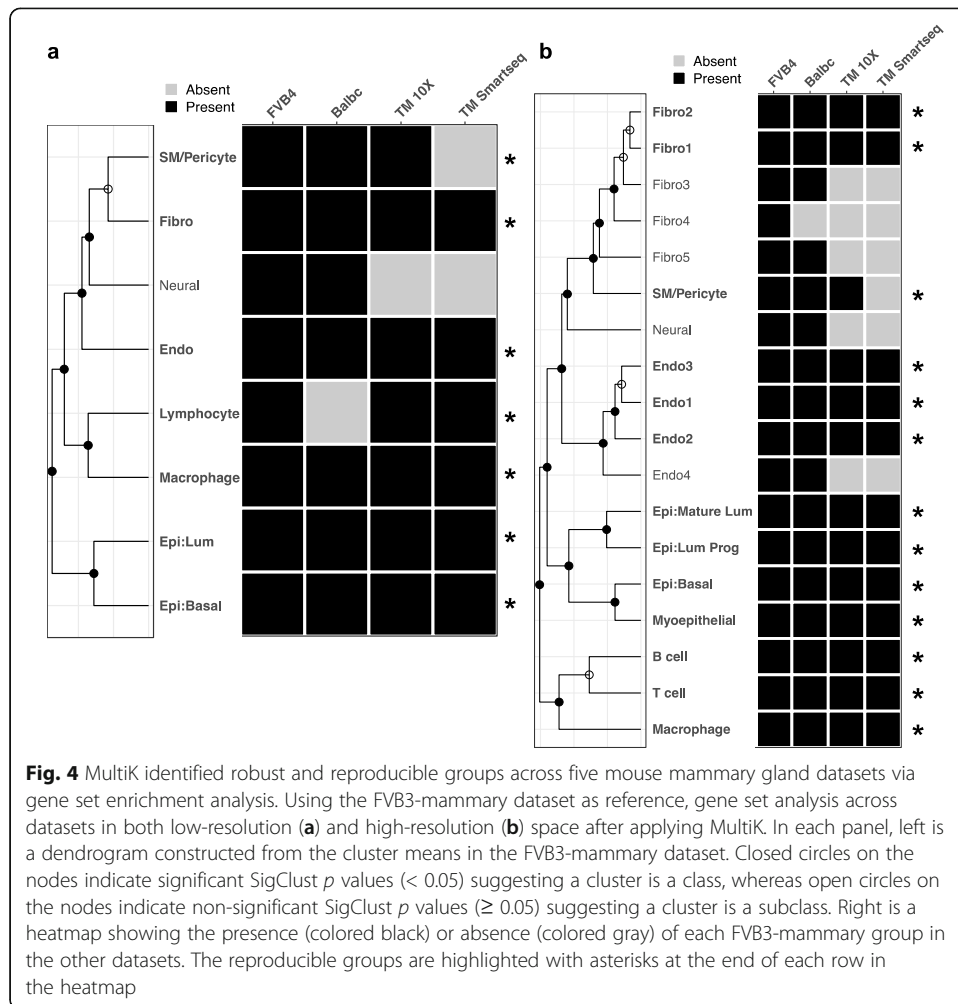 a
Absent
Present
FVB4
Balbc
TM 10X
TM Smartseq
SM/Pericyte
*
Fibro
*
Neural
Endo
*
Lymphocyte
*
Macrophage
*
Epi:Lum
*
Epi:Basal
*
b
Absent
Present
FVB4
Balbc
TM 10X
TM Smartseq
Fibro2
*
Fibro1
*
Fibro3
Fibro4
Fibro5
SM/Pericyte
*
Neural
Endo3
*
Endo1
*
Endo2
*
Endo4
Epi:Mature Lum
*
Epi:Lum Prog
*
Epi:Basal
*
Myoepithelial
*
B cell
*
T cell
*
Macrophage
*
Fig. 4 MultiK identified robust and reproducible groups across five mouse mammary gland datasets via
gene set enrichment analysis. Using the FVB3-mammary dataset as reference, gene set analysis across
datasets in both low-resolution (a) and high-resolution (b) space after applying MultiK. In each panel, left is
a dendrogram constructed from the cluster means in the FVB3-mammary dataset. Closed circles on the
nodes indicate significant SigClust p values (< 0.05) suggesting a cluster is a class, whereas open circles on
the nodes indicate non-significant SigClust p values (≥ 0.05) suggesting a cluster is a subclass. Right is a
heatmap showing the presence (colored black) or absence (colored gray) of each FVB3-mammary group in
the other datasets. The reproducible groups are highlighted with asterisks at the end of each row in
the heatmap